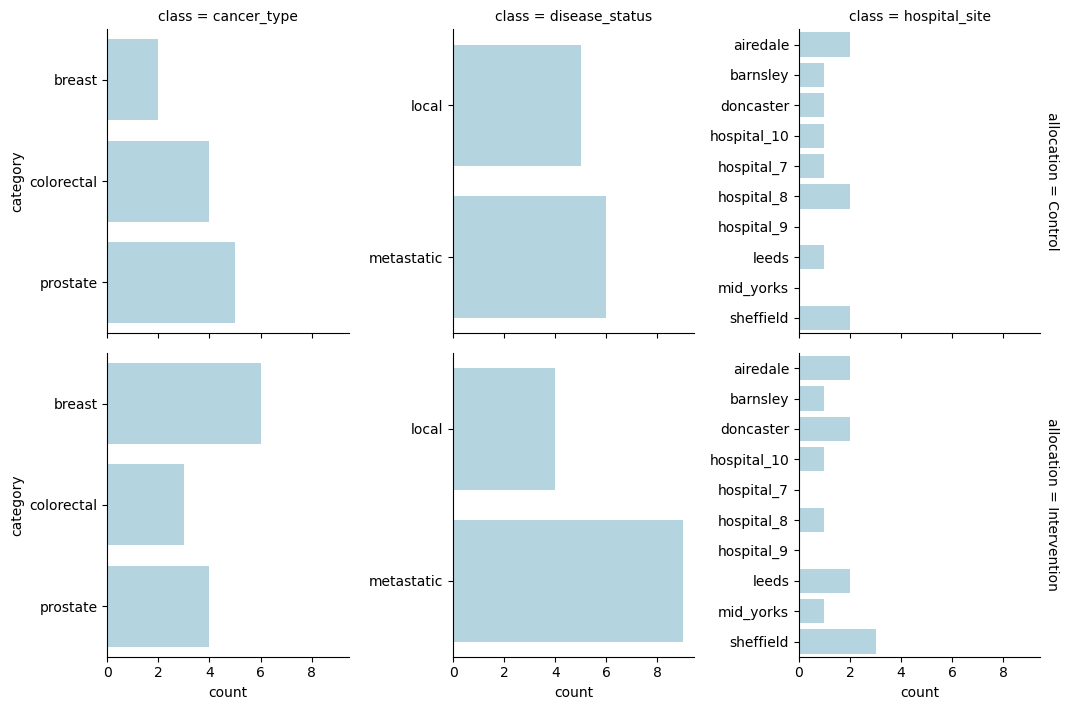 class = cancer_type
class = disease_status
class = hospital_site
category
breast
colorectal
prostate
local
metastatic
airedale
barnsley
doncaster
hospital_10
hospital_7
hospital_8
hospital_9
leeds
mid_yorks
sheffield
allocation = Control
category
breast
colorectal
prostate
0 2 4 6 8
count
local
metastatic
0 2 4 6 8
count
airedale
barnsley
doncaster
hospital_10
hospital_7
hospital_8
hospital_9
leeds
mid_yorks
sheffield
0 2 4 6 8
count
allocation = Intervention